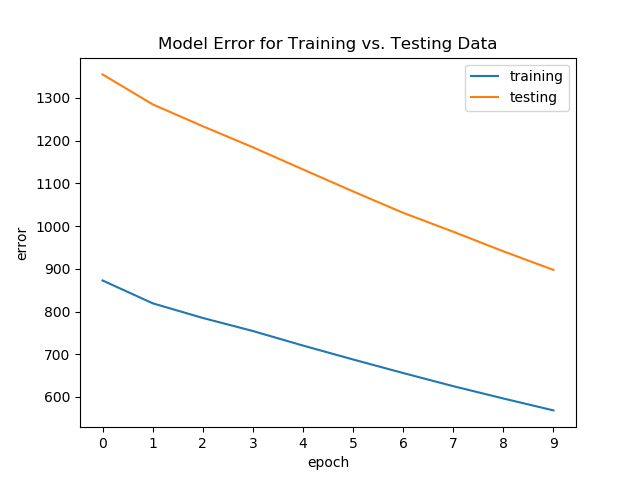 Model Error for Training vs. Testing Data
training
testing
1300
1200
1100
1000
900
800
700
600
error
0 1 2 3 4 5 6 7 8 9
epoch